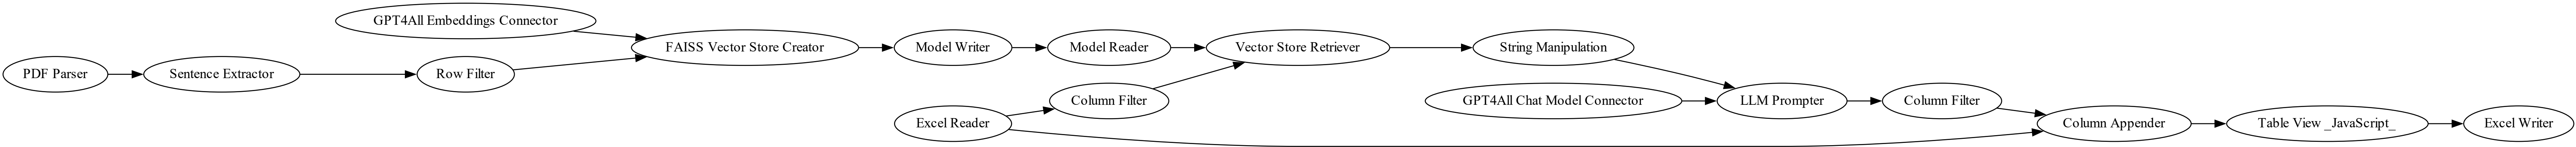 GPT4All Embeddings Connector
PDF Parser
Sentence Extractor
Row Filter
FAISS Vector Store Creator
Model Writer
Model Reader
Vector Store Retriever
String Manipulation
Column Filter
Excel Reader
GPT4All Chat Model Connector
LLM Prompter
Column Filter
Column Appender
Table View _JavaScript_
Excel Writer